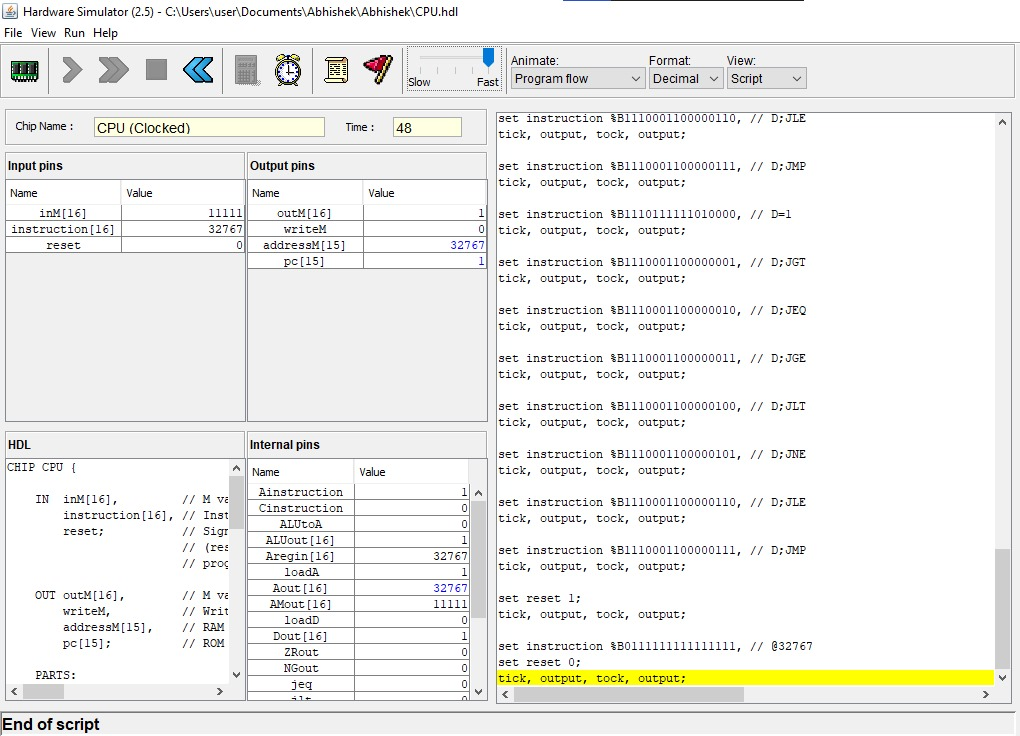 Hardware Simulator (2.5) - C:\Users\user\Documents\Abhishek\Abhishek\CPU.hdl
File View Run Help
Slow Fast
Animate: Format: View:
Program flow Decimal Script
Chip Name : CPU (Clocked) Time : 48
Input pins
Name Value
inM[16] 11111
instruction[16] 32767
reset 0
Output pins
Name Value
outM[16] 1
writeM 0
addressM[15] 32767
pc[15] 1
HDL
CHIP CPU {
IN inM[16], // M va
instruction[16], // Inst
reset; // Sign
// (res
// prog
OUT outM[16], // M va
writeM, // Writ
addressM[15], // RAM
pc[15]; // ROM
PARTS:
Internal pins
Name Value
Ainstruction 1
Cinstruction 0
ALUtoA 0
ALUout[16] 1
Aregin[16] 32767
loadA 1
Aout[16] 32767
AMout[16] 11111
loadD 0
Dout[16] 1
ZRout 0
NGout 0
jeq 0
jlt 0
set instruction %B1110001100000110, // D;JLE
tick, output, tock, output;
set instruction %B1110001100000111, // D;JMP
tick, output, tock, output;
set instruction %B1110111111010000, // D=1
tick, output, tock, output;
set instruction %B1110001100000001, // D;JGT
tick, output, tock, output;
set instruction %B1110001100000010, // D;JEQ
tick, output, tock, output;
set instruction %B1110001100000011, // D;JGE
tick, output, tock, output;
set instruction %B1110001100000100, // D;JLT
tick, output, tock, output;
set instruction %B1110001100000101, // D;JNE
tick, output, tock, output;
set instruction %B1110001100000110, // D;JLE
tick, output, tock, output;
set instruction %B1110001100000111, // D;JMP
tick, output, tock, output;
set reset 1;
tick, output, tock, output;
set instruction %B0111111111111111, // @32767
set reset 0;
tick, output, tock, output;
End of script